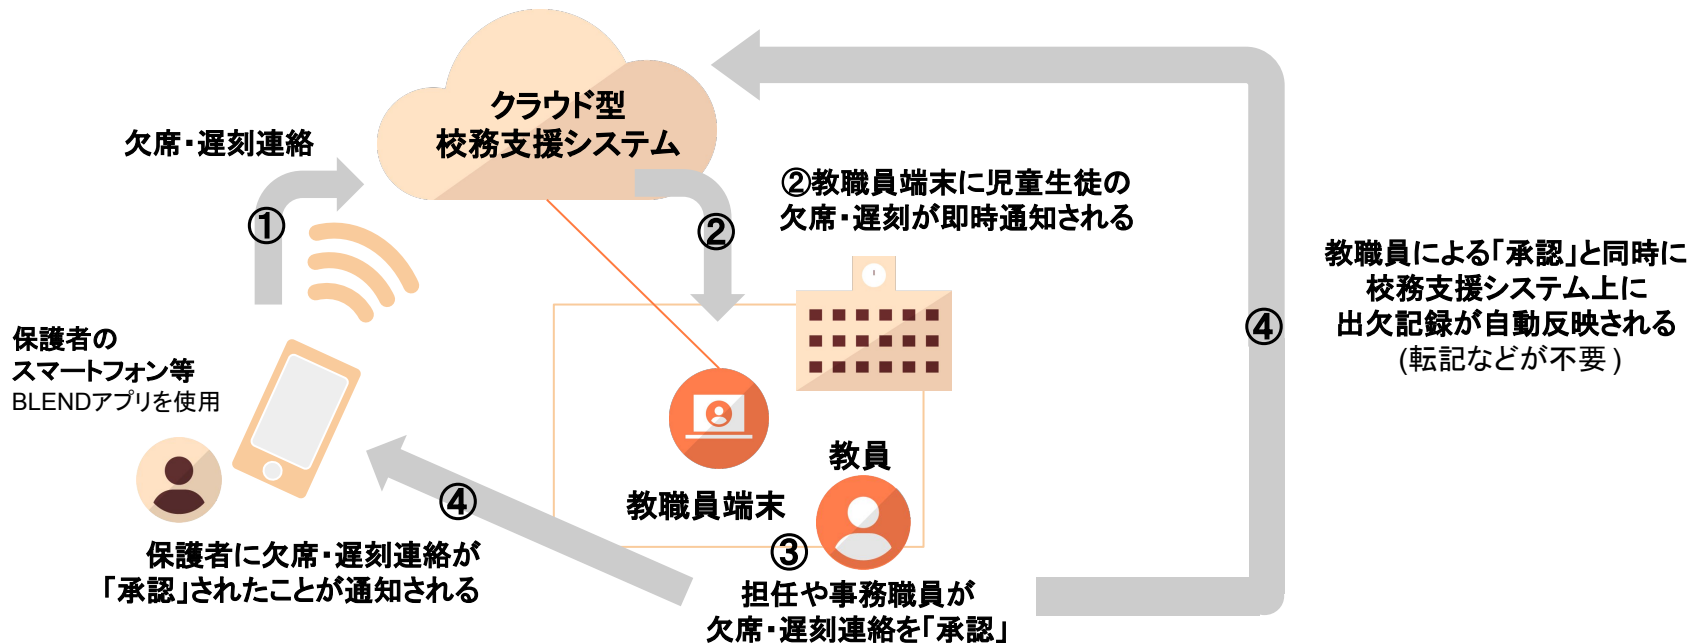 クラウド型
校務支援システム
欠席・遅刻連絡
①
②
②教職員端末に児童生徒の
欠席・遅刻が即時通知される
保護者の
スマートフォン等
BLENDアプリを使用
教職員による「承認」と同時に
校務支援システム上に
出欠記録が自動反映される
(転記などが不要)
④
教員
教職員端末
④
③
保護者に欠席・遅刻連絡が
「承認」されたことが通知される
担任や事務職員が
欠席・遅刻連絡を「承認」